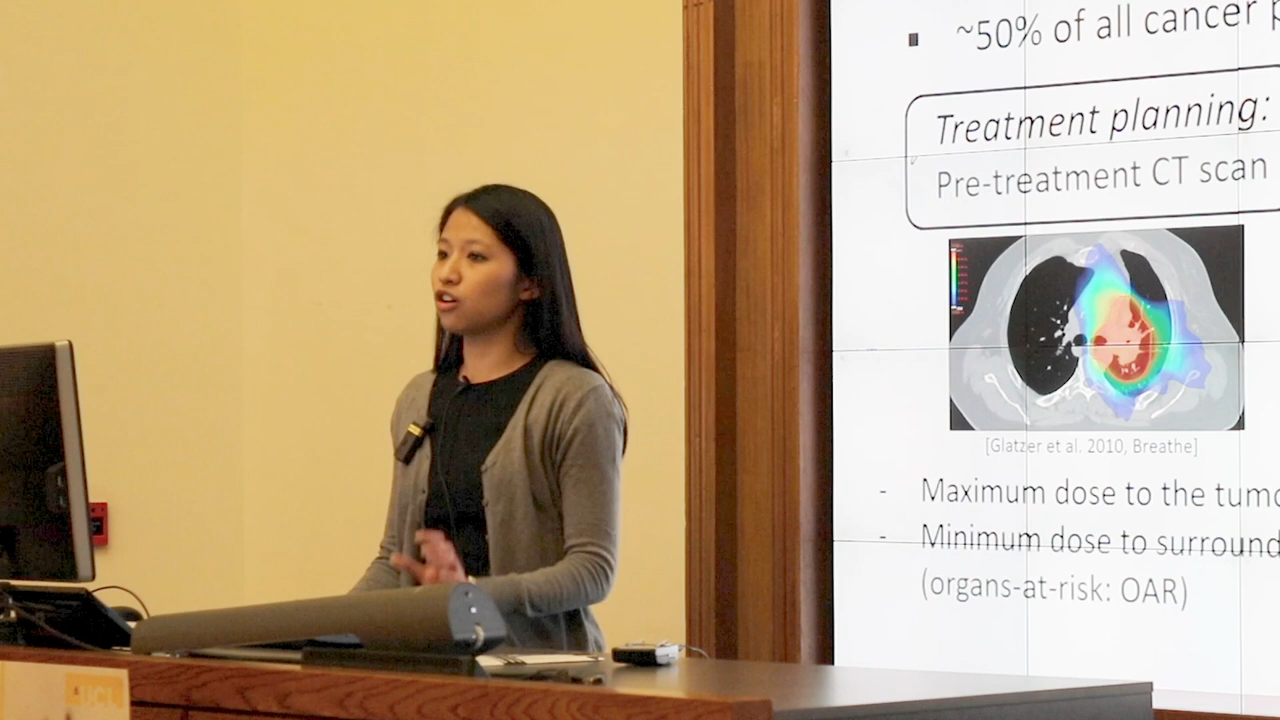 ~50% of all cancer p
Treatment planning:
Pre-treatment CT scan
[Glatzer et al. 2010, Breathe]
- Maximum dose to the tumo
- Minimum dose to surround
(organs-at-risk: OAR)
UCL